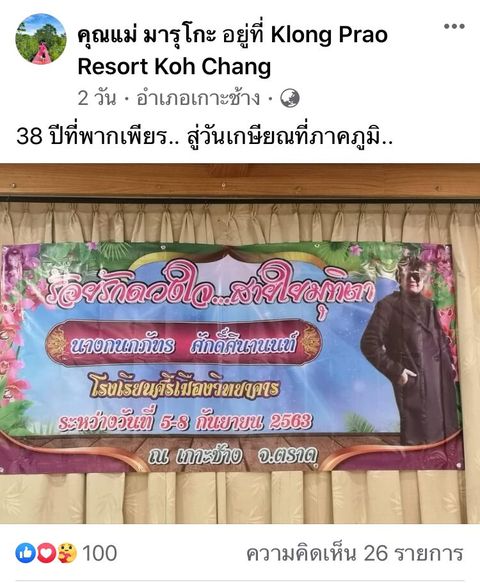 คุณแม่ มารุโกะ อยู่ที่ Klong Prao
Resort Koh Chang
2 วัน · อำเภอเกาะช้าง ·
38 ปีที่พากเพียร.. สู่วันเกษียณที่ภาคภูมิ..
ร้อยรักดวงใจ...สายใยมุทิตา
นางกนกภัทร ศักดิ์สินานนท์
โรงเรียนศรีเมืองวิทยาคาร
ระหว่างวันที่ 5-8 กันยายน 2563
ณ เกาะช้าง จ.ตราด
100
ความคิดเห็น 26 รายการ